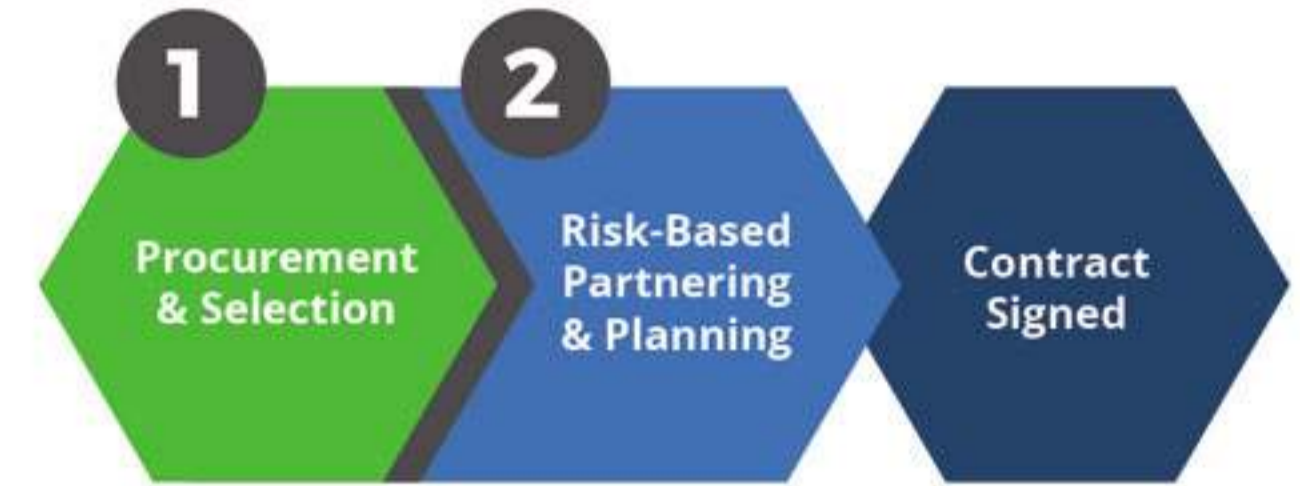 1
Procurement
& Selection
2
Risk-Based
Partnering
& Planning
Contract
Signed